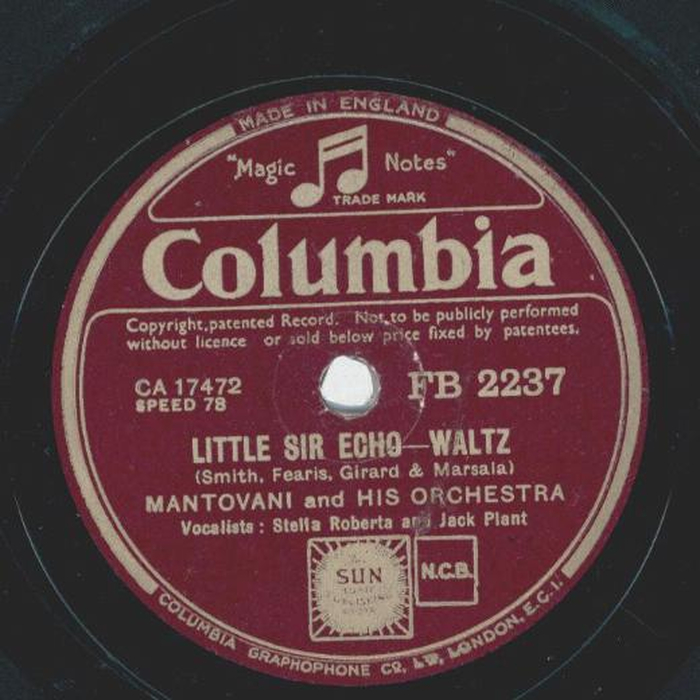 MADE IN ENGLAND
"Magic Notes"
TRADE MARK
Columbia
Copyright, patented Record. Not to be publicly performed
without licence or sold below price fixed by patentees.
CA 17472 FB 2237
SPEED 78
LITTLE SIR ECHO—WALTZ
(Smith, Fearis, Girard & Marsala)
MANTOVANI and HIS ORCHESTRA
Vocalists : Stella Roberta and Jack Plant
SUN
N.C.B.
COLUMBIA GRAPHOPHONE CO. LTD, LONDON, E.C.1.